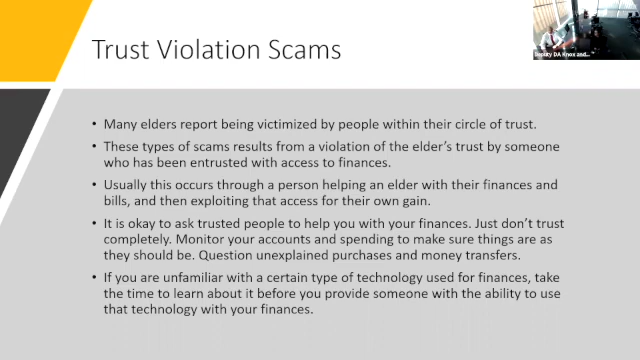 Trust Violation Scams
Deputy DA Knox and...
• Many elders report being victimized by people within their circle of trust.
• These types of scams results from a violation of the elder's trust by someone
who has been entrusted with access to finances.
• Usually this occurs through a person helping an elder with their finances and
bills, and then exploiting that access for their own gain.
• It is okay to ask trusted people to help you with your finances. Just don't trust
completely. Monitor your accounts and spending to make sure things are as
they should be. Question unexplained purchases and money transfers.
• If you are unfamiliar with a certain type of technology used for finances, take
the time to learn about it before you provide someone with the ability to use
that technology with your finances.